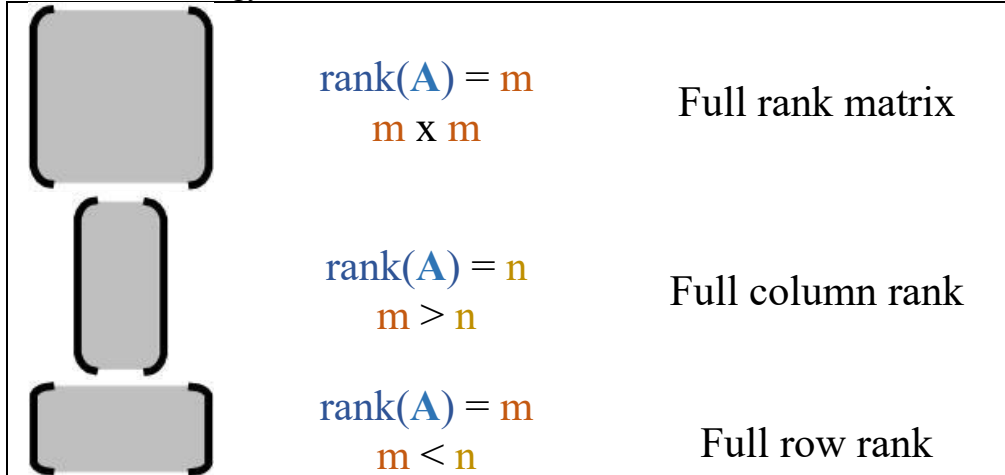 rank(A) = m
m x m
Full rank matrix
rank(A) = n
m > n
Full column rank
rank(A) = m
m < n
Full row rank